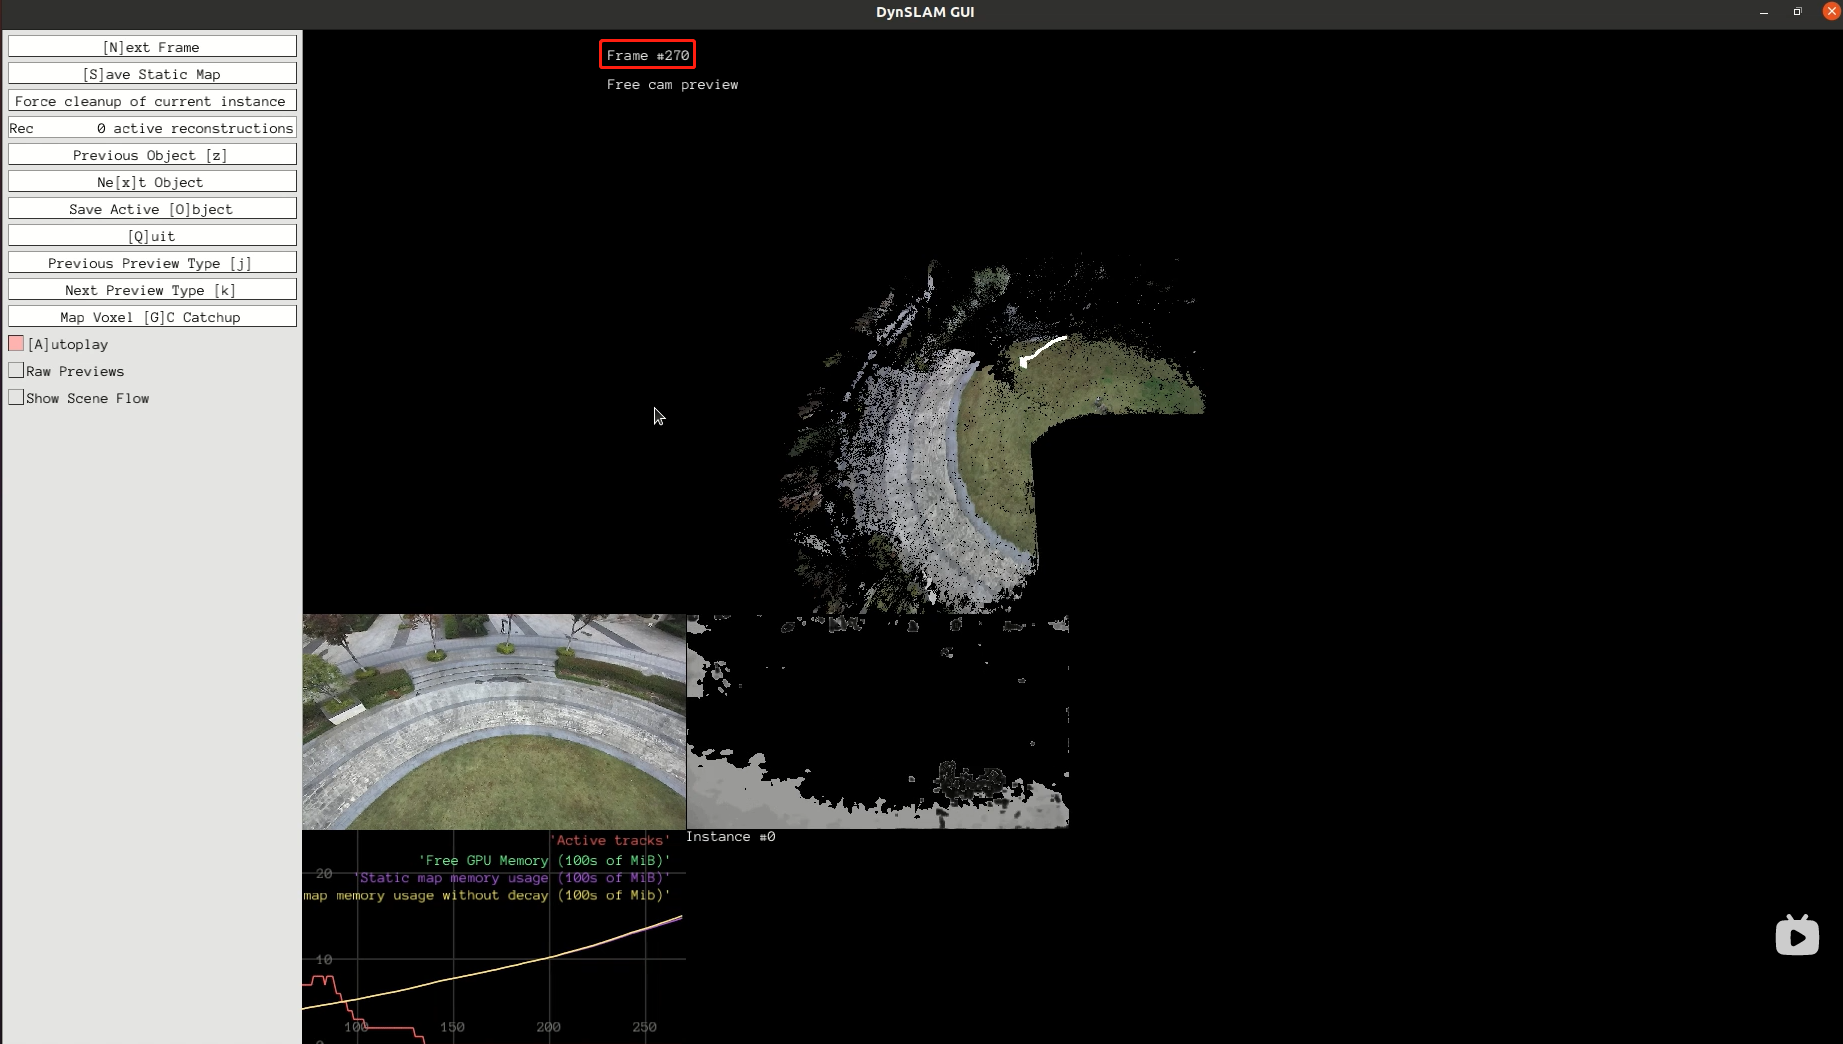 DynSLAM GUI
[N]ext Frame
[S]ave Static Map
Force cleanup of current instance
Rec 0 active reconstructions
Previous Object [z]
Ne[x]t Object
Save Active [O]bject
[Q]uit
Previous Preview Type [j]
Next Preview Type [k]
Map Voxel [G]C Catchup
[A]utoplay
Raw Previews
Show Scene Flow
Frame #270
Free cam preview
Instance #0
'Active tracks'
'Free GPU Memory (100s of MiB)'
20 'Static map memory usage (100s of MiB)'
map memory usage without decay (100s of Mib)'
10
100 150 200 250
0